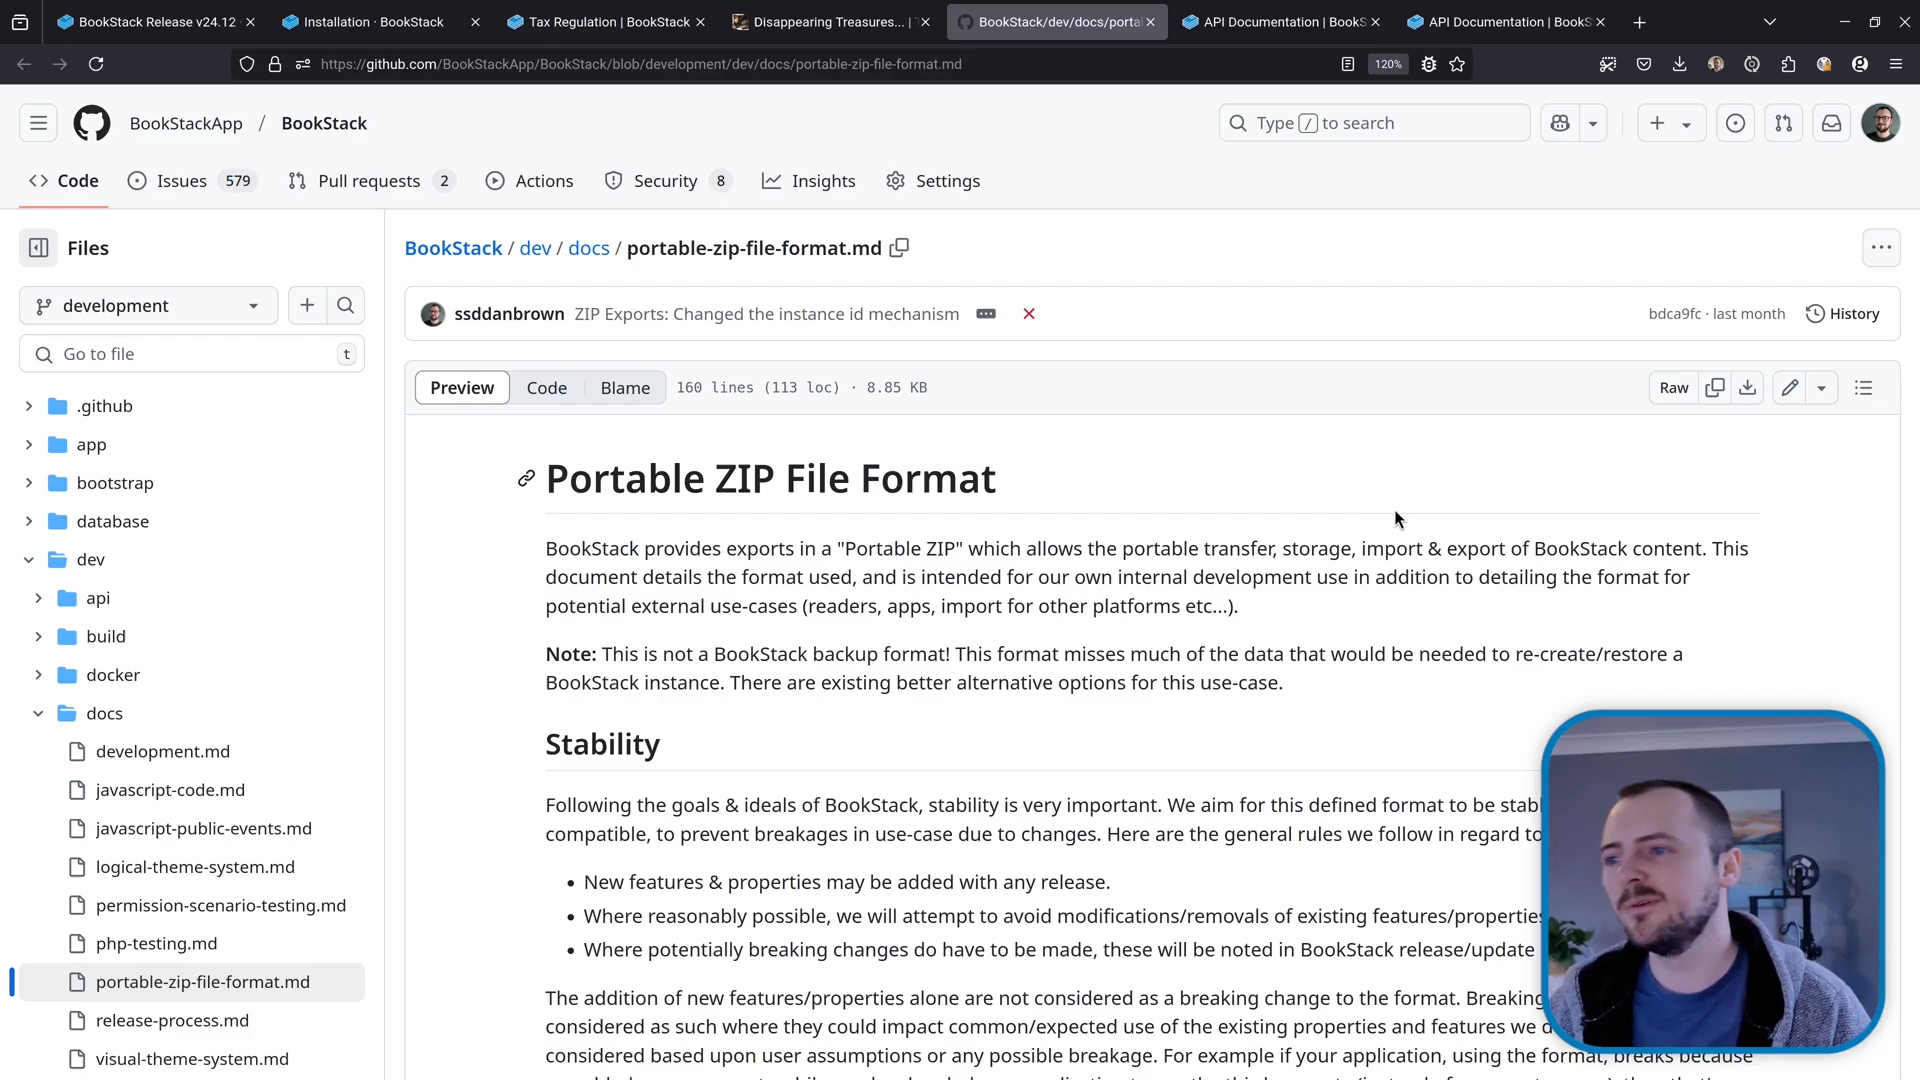 BookStack Release v24.12
Installation · BookStack
Tax Regulation | BookStack
Disappearing Treasures... |
BookStack/dev/docs/porta
API Documentation | BookS
API Documentation | BookS
https://github.com/BookStackApp/BookStack/blob/development/dev/docs/portable-zip-file-format.md
120%
BookStackApp / BookStack
Type / to search
Code
Issues 579
Pull requests 2
Actions
Security 8
Insights
Settings
Files
development
Go to file
t
.github
app
bootstrap
database
dev
api
build
docker
docs
development.md
javascript-code.md
javascript-public-events.md
logical-theme-system.md
permission-scenario-testing.md
php-testing.md
portable-zip-file-format.md
release-process.md
visual-theme-system.md
BookStack / dev / docs / portable-zip-file-format.md
ssddanbrown ZIP Exports: Changed the instance id mechanism
bdca9fc · last month
History
Preview
Code
Blame
160 lines (113 loc) · 8.85 KB
Raw
Portable ZIP File Format
BookStack provides exports in a "Portable ZIP" which allows the portable transfer, storage, import & export of BookStack content. This
document details the format used, and is intended for our own internal development use in addition to detailing the format for
potential external use-cases (readers, apps, import for other platforms etc...).
Note: This is not a BookStack backup format! This format misses much of the data that would be needed to re-create/restore a
BookStack instance. There are existing better alternative options for this use-case.
Stability
Following the goals & ideals of BookStack, stability is very important. We aim for this defined format to be stabl
compatible, to prevent breakages in use-case due to changes. Here are the general rules we follow in regard to
New features & properties may be added with any release.
Where reasonably possible, we will attempt to avoid modifications/removals of existing features/properties
Where potentially breaking changes do have to be made, these will be noted in BookStack release/update
The addition of new features/properties alone are not considered as a breaking change to the format. Breaking
considered as such where they could impact common/expected use of the existing properties and features we d
considered based upon user assumptions or any possible breakage. For example if your application, using the format, breaks because